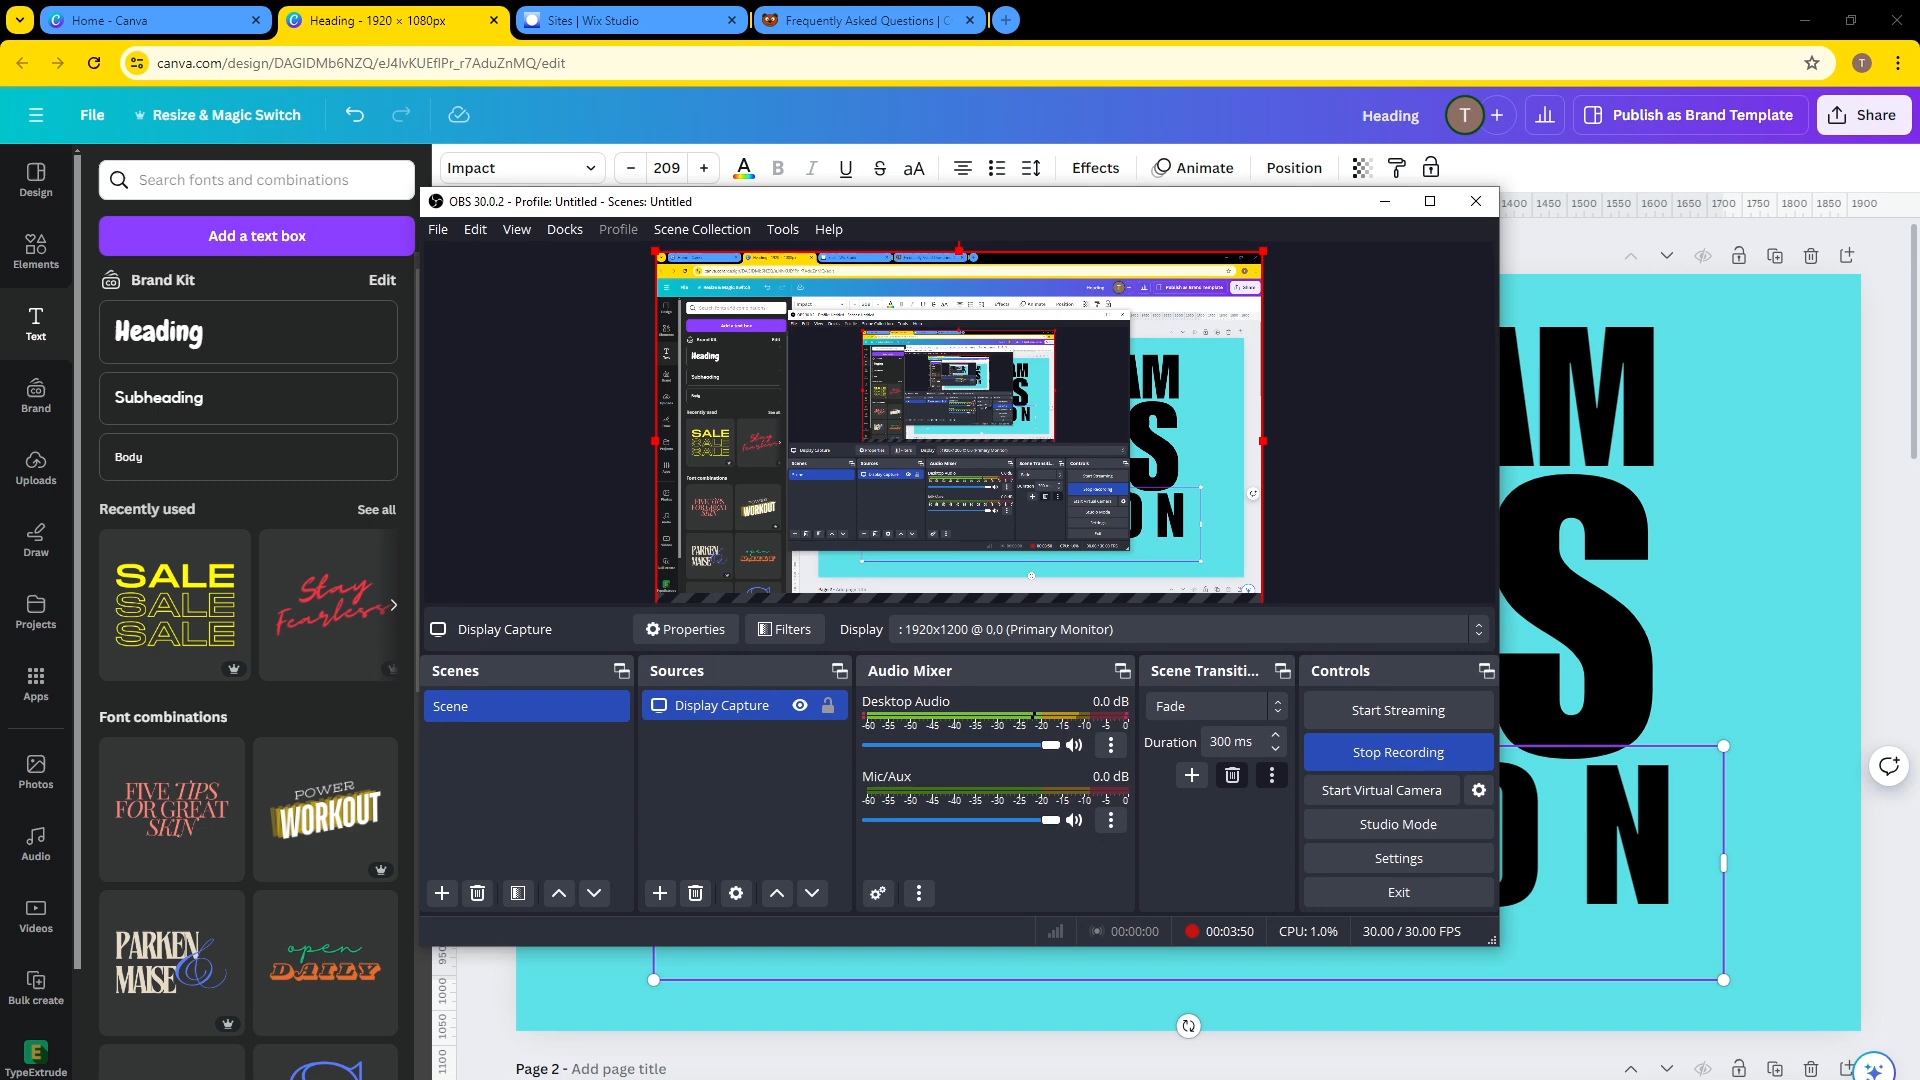 Home - Canva
Heading - 1920 × 1080px
Sites | Wix Studio
Frequently Asked Questions | C
canva.com/design/DAGIDMb6NZQ/eJ4IvKUEfIPr_r7AduZnMQ/edit
T
File
Resize & Magic Switch
Heading
T
Publish as Brand Template
Share
Design
Elements
Text
Brand
Uploads
Draw
Projects
Apps
Photos
Audio
Videos
Bulk create
TypeExtrude
Search fonts and combinations
Add a text box
Brand Kit
Edit
Heading
Subheading
Body
Recently used
See all
SALE
SALE
SALE
Stay
Fearless
Font combinations
FIVE TIPS
FOR GREAT
SKIN
POWER
WORKOUT
PARKEN
& MAISE
open
DAILY
Impact
209
aA
Effects
Animate
Position
1400 1450 1500 1550 1600 1650 1700 1750 1800 1850 1900
OBS 30.0.2 - Profile: Untitled - Scenes: Untitled
File Edit View Docks Profile Scene Collection Tools Help
Display Capture
Properties
Filters
Display
: 1920x1200 @ 0,0 (Primary Monitor)
Scenes
Scene
Sources
Display Capture
Audio Mixer
Desktop Audio
0.0 dB
-60 -55 -50 -45 -40 -35 -30 -25 -20 -15 -10 -5 0
Mic/Aux
0.0 dB
-60 -55 -50 -45 -40 -35 -30 -25 -20 -15 -10 -5 0
Scene Transiti...
Fade
Duration
300 ms
Controls
Start Streaming
Stop Recording
Start Virtual Camera
Studio Mode
Settings
Exit
00:00:00
00:03:50
CPU: 1.0%
30.00 / 30.00 FPS
AM
S
ON
950
1000
1050
1100
Page 2 - Add page title